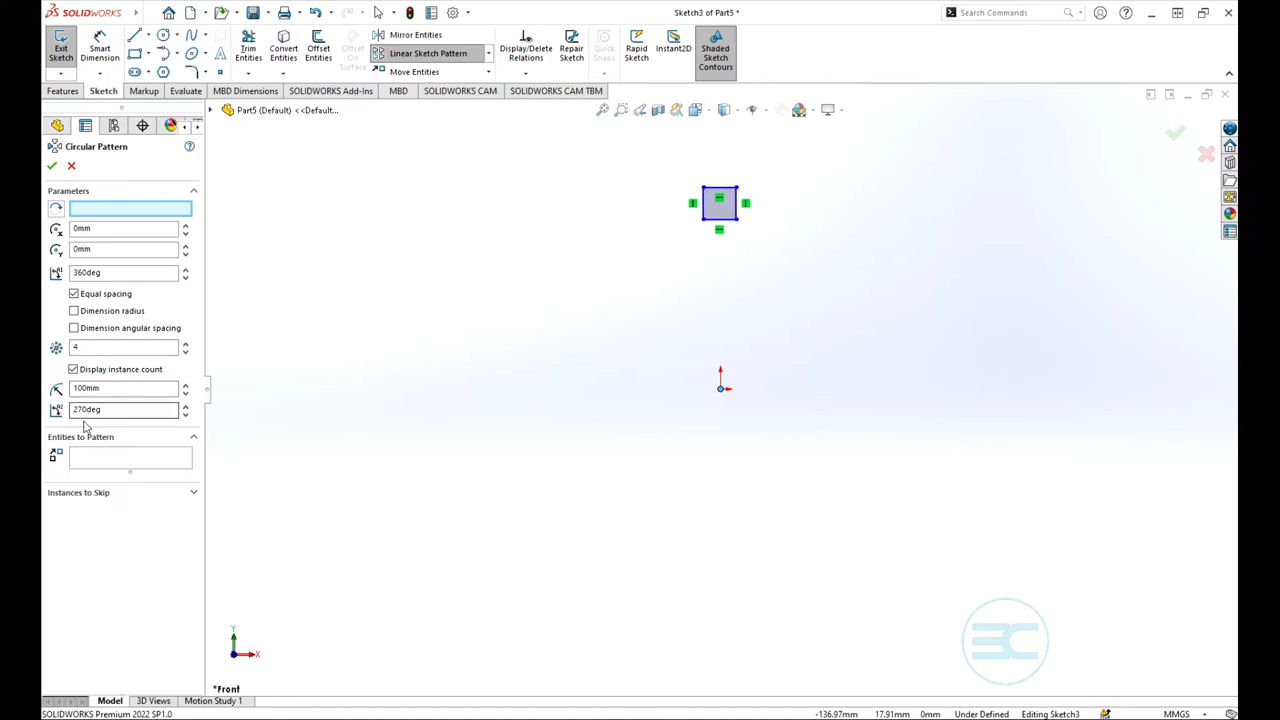 SOLIDWORKS
Sketch3 of Part5 *
Search Commands
Exit Sketch
Smart Dimension
Trim Entities
Convert Entities
Offset Entities
Offset On Surface
Mirror Entities
Linear Sketch Pattern
Move Entities
Display/Delete Relations
Repair Sketch
Quick Snaps
Rapid Sketch
Instant2D
Shaded Sketch Contours
Features
Sketch
Markup
Evaluate
MBD Dimensions
SOLIDWORKS Add-Ins
MBD
SOLIDWORKS CAM
SOLIDWORKS CAM TBM
Part5 (Default) <<Default...
Circular Pattern
Parameters
0mm
0mm
360deg
Equal spacing
Dimension radius
Dimension angular spacing
4
Display instance count
100mm
270deg
Entities to Pattern
Instances to Skip
Y
X
*Front
Model
3D Views
Motion Study 1
SOLIDWORKS Premium 2022 SP1.0
-136.97mm
17.91mm
0mm
Under Defined
Editing Sketch3
MMGS